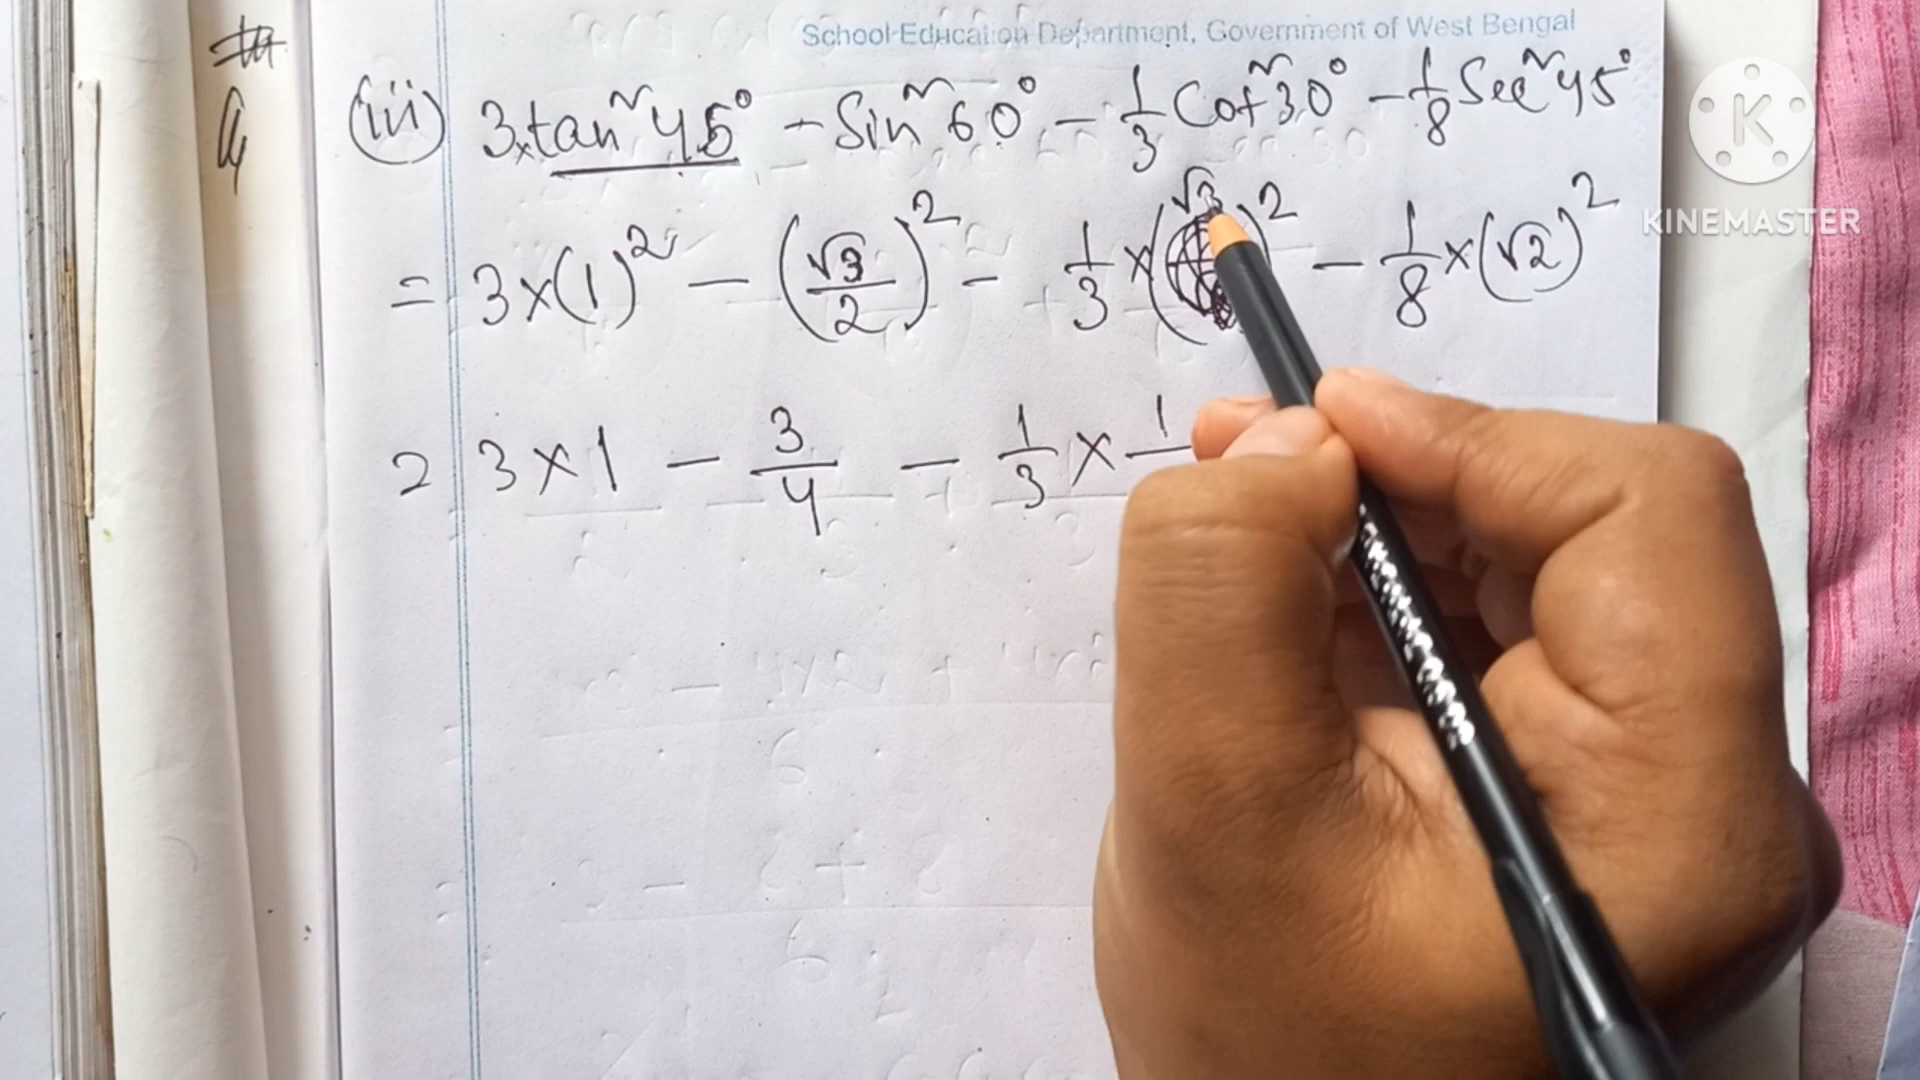 School Education Department, Government of West Bengal
(iii) 3×tan²45° - Sin²60° - 1/3 Cot²30° - 1/8 Sec²45°
KINEMASTER
= 3×(1)² - (√3/2)² - 1/3 × (√3)² - 1/8 × (√2)²
= 3×1 - 3/4 - 1/3 × 1